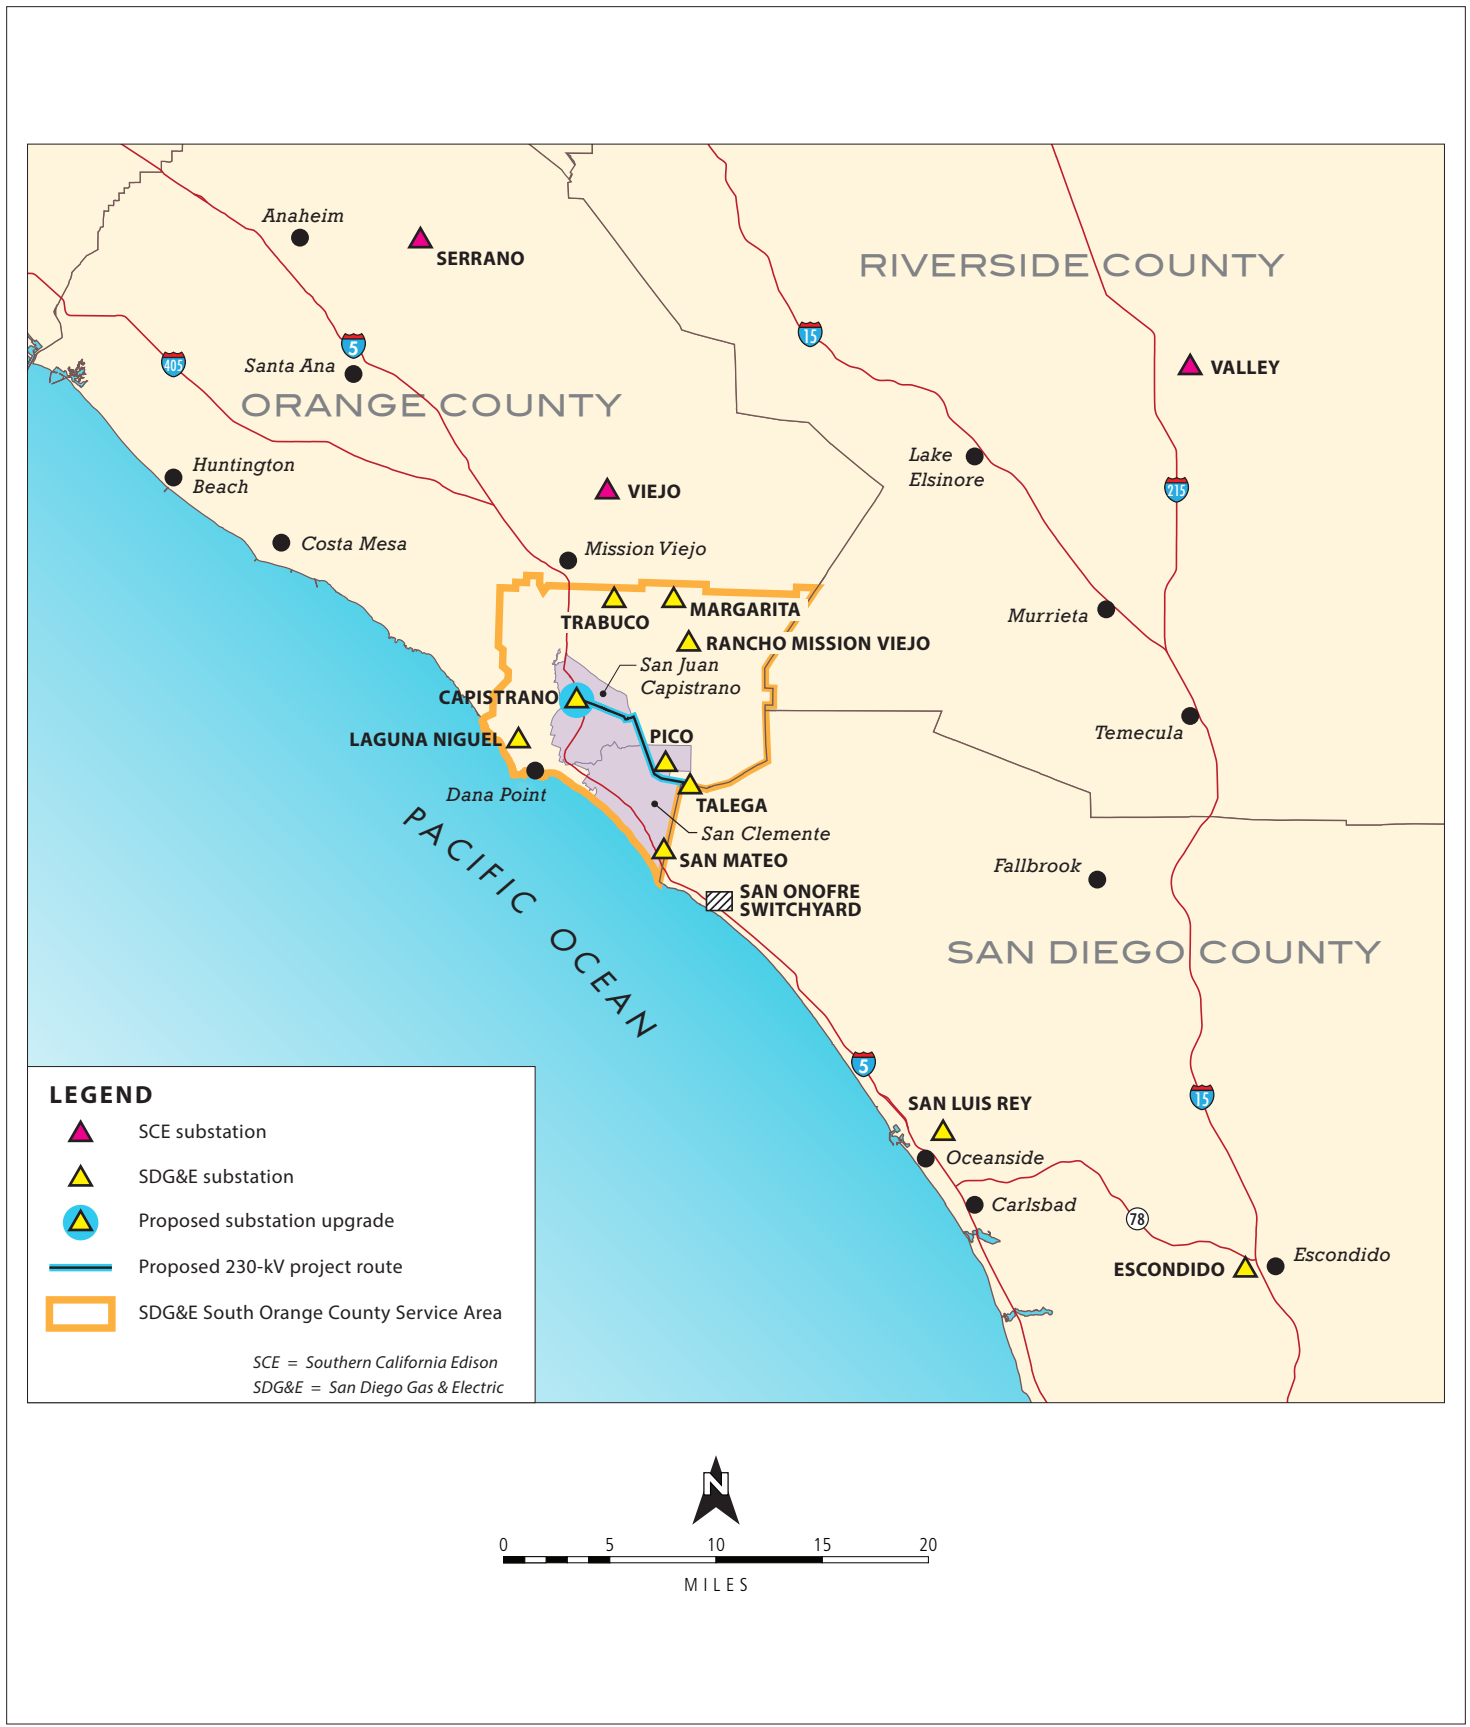 Anaheim
SERRANO
RIVERSIDE COUNTY
15
5
405
Santa Ana
VALLEY
ORANGE COUNTY
Lake
Elsinore
Huntington
Beach
215
VIEJO
Costa Mesa
Mission Viejo
TRABUCO
MARGARITA
Murrieta
RANCHO MISSION VIEJO
San Juan
Capistrano
CAPISTRANO
LAGUNA NIGUEL
PICO
Temecula
Dana Point
TALEGA
San Clemente
PACIFIC OCEAN
SAN MATEO
Fallbrook
SAN ONOFRE
SWITCHYARD
SAN DIEGO COUNTY
5
15
SAN LUIS REY
Oceanside
Carlsbad
78
ESCONDIDO
Escondido
LEGEND
SCE substation
SDG&E substation
Proposed substation upgrade
Proposed 230-kV project route
SDG&E South Orange County Service Area
SCE = Southern California Edison
SDG&E = San Diego Gas & Electric
N
0 5 10 15 20
MILES